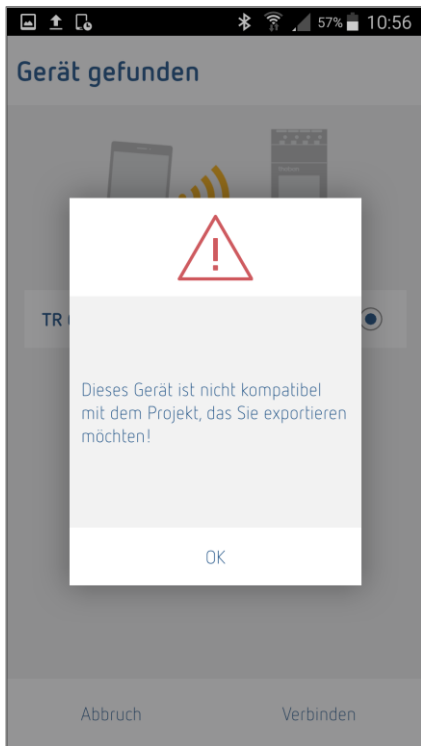 57% 10:56
Gerät gefunden
TR
Dieses Gerät ist nicht kompatibel
mit dem Projekt, das Sie exportieren
möchten!
OK
Abbruch Verbinden